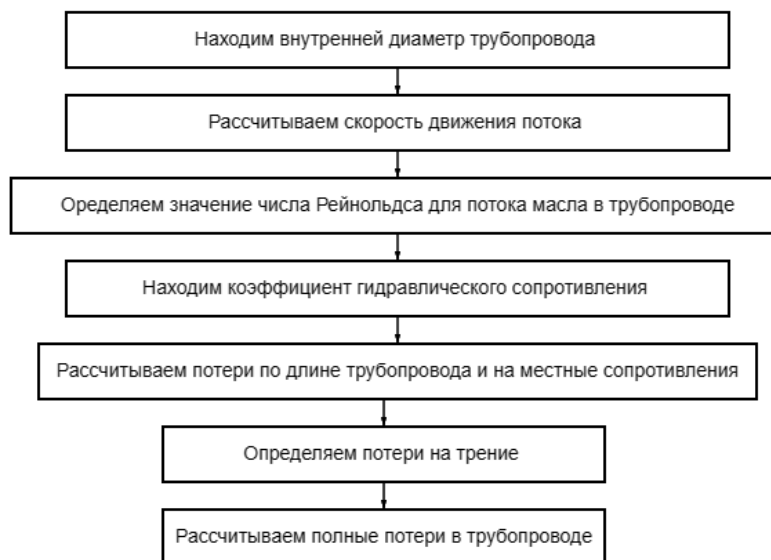 Находим внутренней диаметр трубопровода
Рассчитываем скорость движения потока
Оределяем значение числа Рейнольдса для потока масла в трубопроводе
Находим коэффициент гидравлического сопротивления
Рассчитываем потери по длине трубопровода и на местные сопротивления
Определяем потери на трение
Рассчитываем полные потери в трубопроводе